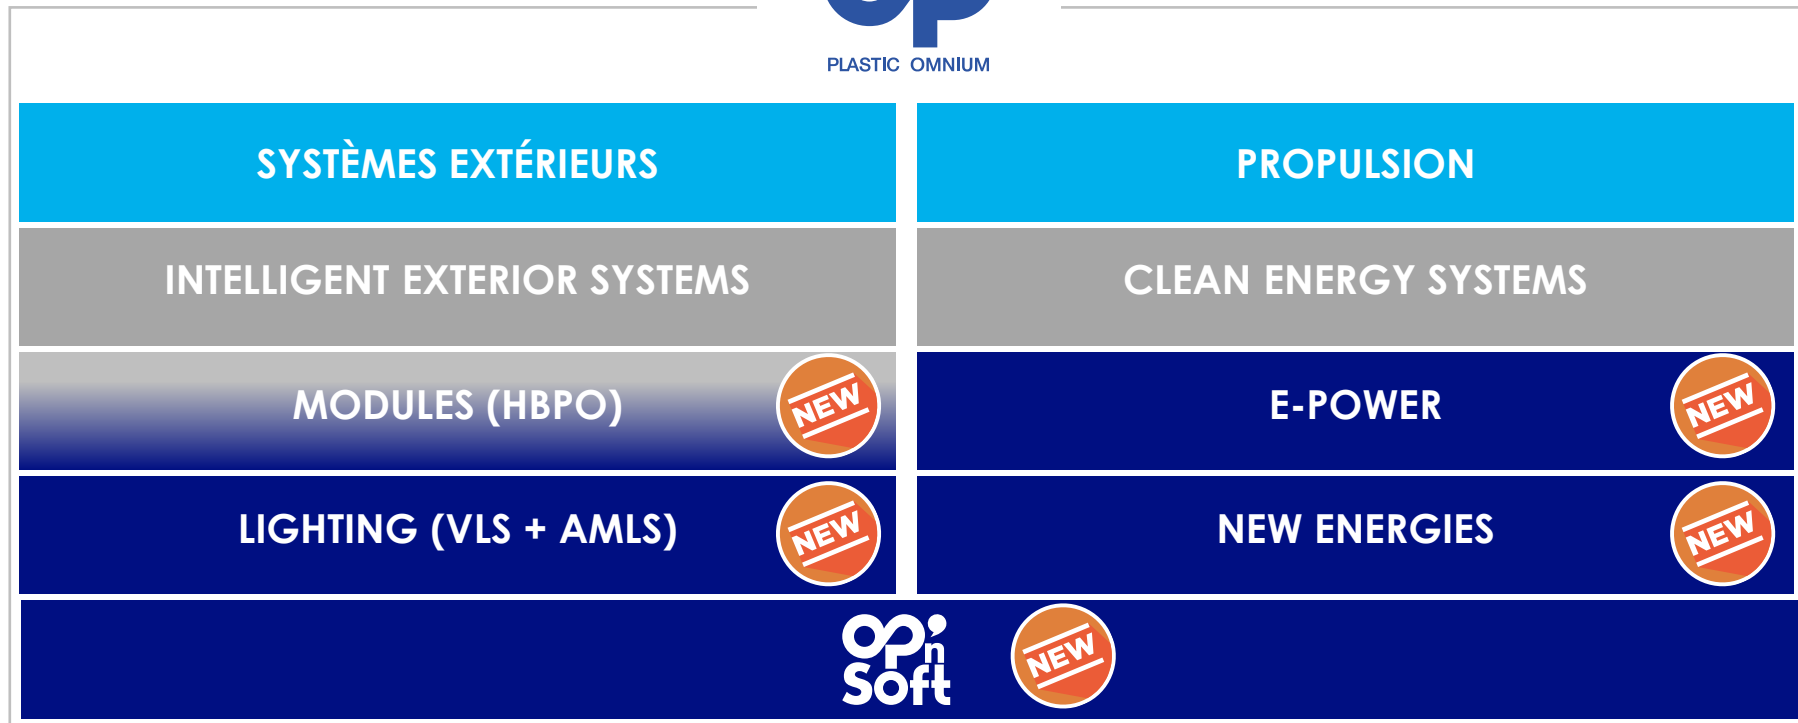 OP
PLASTIC OMNIUM
SYSTÈMES EXTÉRIEURS
PROPULSION
INTELLIGENT EXTERIOR SYSTEMS
CLEAN ENERGY SYSTEMS
MODULES (HBPO)
NEW
E-POWER
NEW
LIGHTING (VLS + AMLS)
NEW
NEW ENERGIES
NEW
OP'n
Soft
NEW